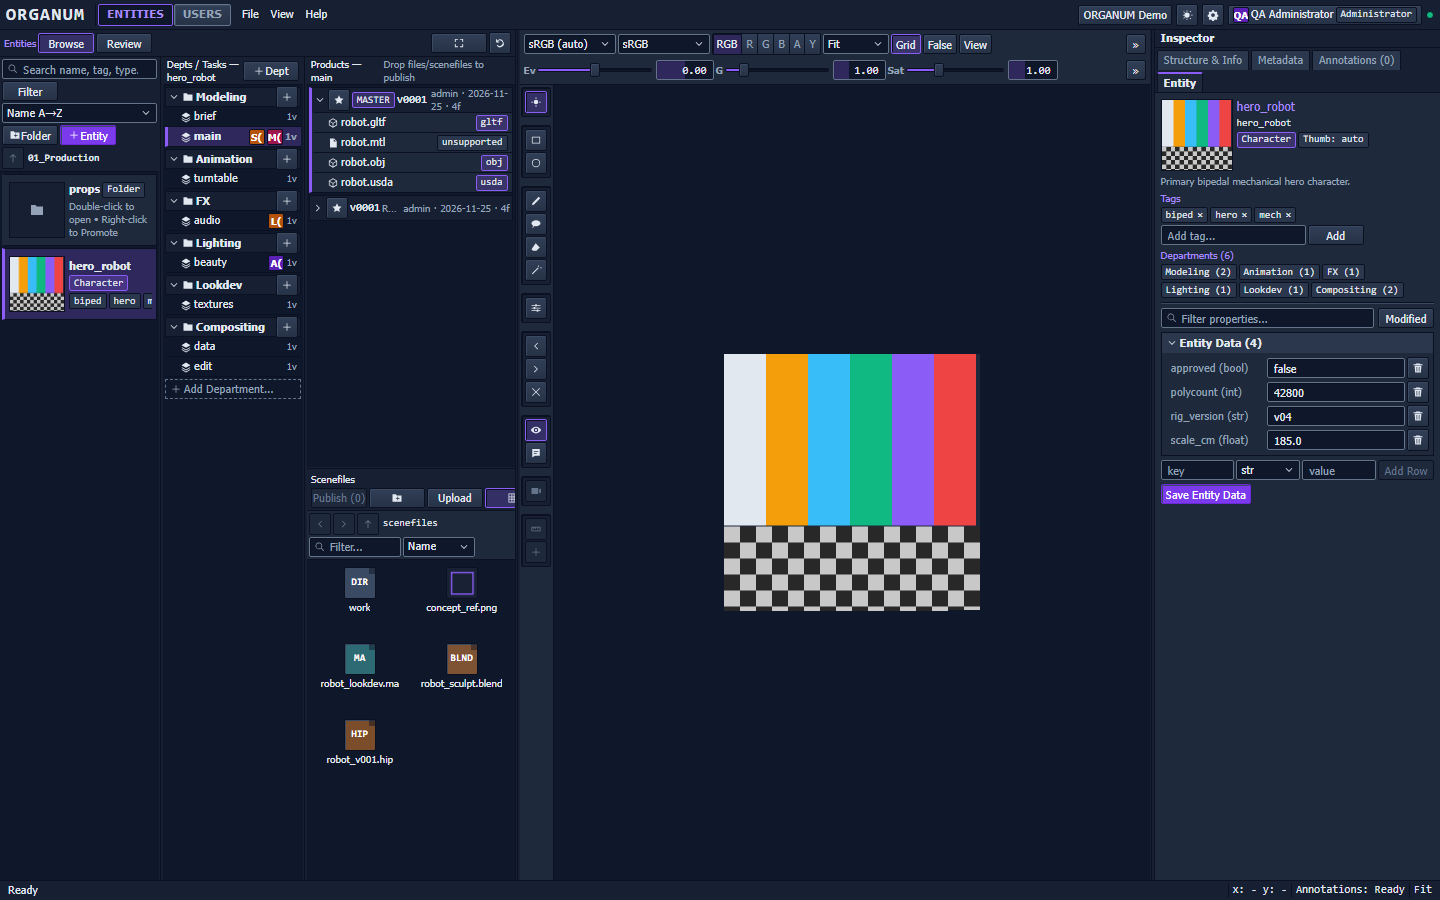 ORGANUM ENTITIES USERS File View Help ORGANUM Demo QA QA Administrator Administrator
Entities Browse Review
Search name, tag, type.
Filter
Name A→Z
Folder + Entity
01_Production
props Folder
Double-click to
open • Right-click
to Promote
hero_robot
Character
biped hero
Depts / Tasks —
hero_robot
+ Dept
Modeling
brief 1v
main S( M( 1v
Animation
turntable 1v
FX
audio L( 1v
Lighting
beauty A( 1v
Lookdev
textures 1v
Compositing
data 1v
edit 1v
+ Add Department...
Products —
main
Drop files/scenefiles to
publish
MASTER v0001 admin · 2026-11-
25 · 4f
robot.gltf gltf
robot.mtl unsupported
robot.obj obj
robot.usda usda
v0001 R... admin · 2026-11-25 · 4f
Scenefiles
Publish (0) Upload
scenefiles
Filter... Name
DIR
work
concept_ref.png
MA
robot_lookdev.ma
BLND
robot_sculpt.blend
HIP
robot_v001.hip
sRGB (auto) sRGB RGB R G B A Y Fit Grid False View »
Ev 0.00 G 1.00 Sat 1.00 »
Inspector
Structure & Info Metadata Annotations (0)
Entity
hero_robot
hero_robot
Character Thumb: auto
Primary bipedal mechanical hero character.
Tags
biped × hero × mech ×
Add tag... Add
Departments (6)
Modeling (2) Animation (1) FX (1)
Lighting (1) Lookdev (1) Compositing (2)
Filter properties... Modified
Entity Data (4)
approved (bool) false
polycount (int) 42800
rig_version (str) v04
scale_cm (float) 185.0
key str value Add Row
Save Entity Data
Ready x: - y: - Annotations: Ready Fit